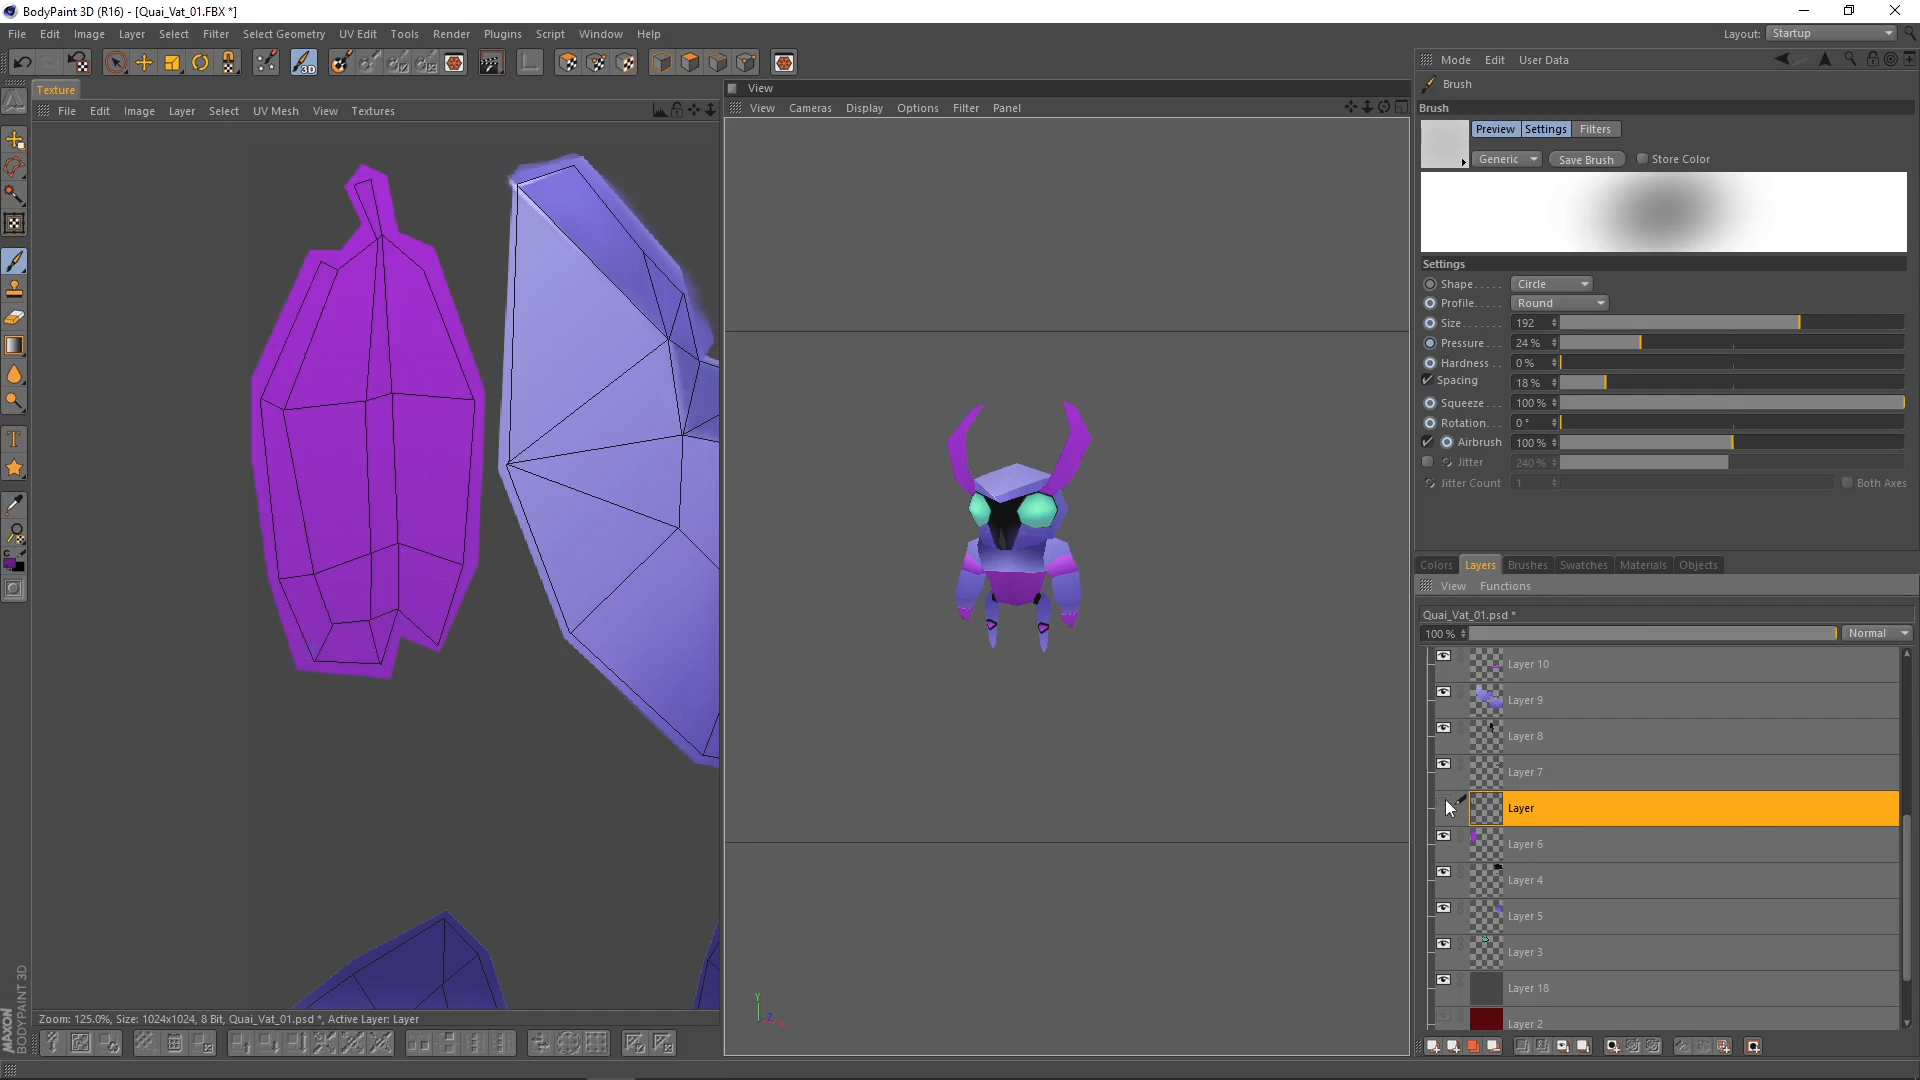 BodyPaint 3D (R16) - [Quai_Vat_01.FBX *]
File Edit Image Layer Select Filter Select Geometry UV Edit Tools Render Plugins Script Window Help
Layout: Startup
Texture
File Edit Image Layer Select UV Mesh View Textures
View
View Cameras Display Options Filter Panel
Mode Edit User Data
Brush
Brush
Preview Settings Filters
Generic Save Brush Store Color
Settings
Shape..... Circle
Profile..... Round
Size....... 192
Pressure... 24 %
Hardness.. 0 %
Spacing 18 %
Squeeze... 100 %
Rotation... 0 °
Airbrush 100 %
Jitter 240 %
Jitter Count 1 Both Axes
Colors Layers Brushes Swatches Materials Objects
View Functions
Quai_Vat_01.psd *
100 % Normal
Layer 10
Layer 9
Layer 8
Layer 7
Layer
Layer 6
Layer 4
Layer 5
Layer 3
Layer 18
Layer 2
Y
Z
X
Zoom: 125.0%, Size: 1024x1024, 8 Bit, Quai_Vat_01.psd *, Active Layer: Layer
MAXON
BODYPAINT 3D